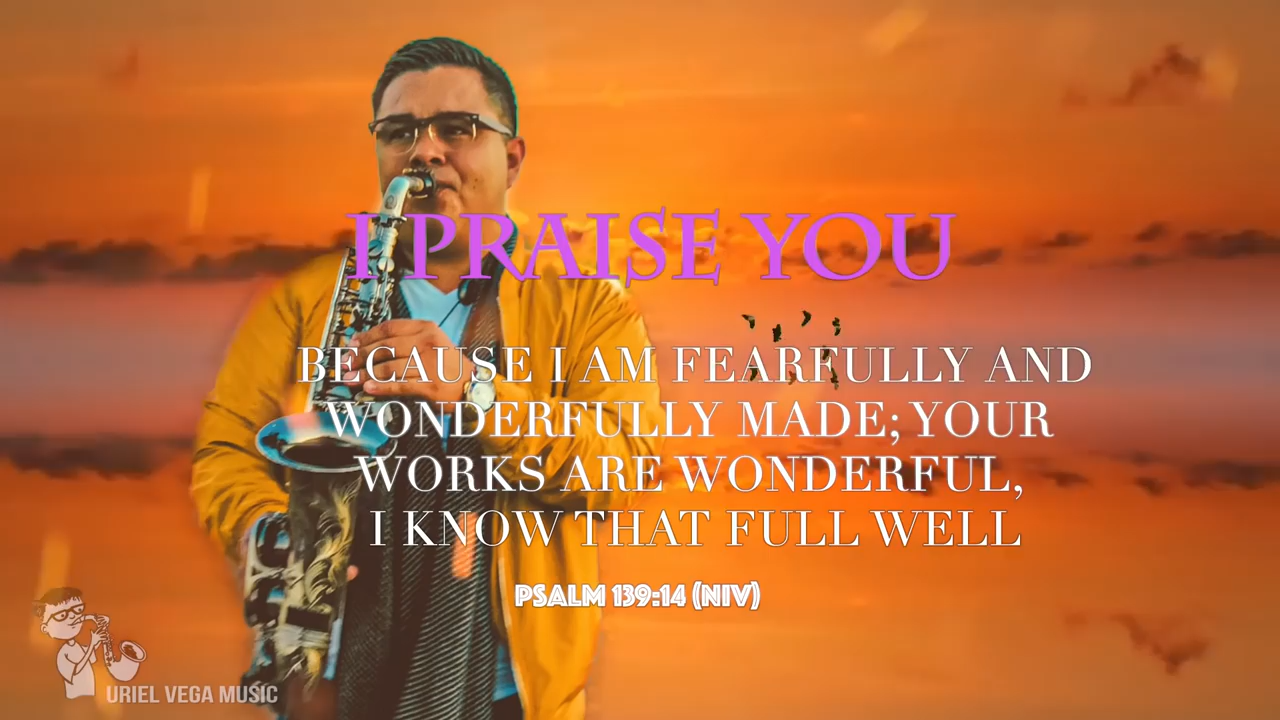 I PRAISE YOU
BECAUSE I AM FEARFULLY AND
WONDERFULLY MADE; YOUR
WORKS ARE WONDERFUL,
I KNOW THAT FULL WELL
PSALM 139:14 (NIV)
URIEL VEGA MUSIC